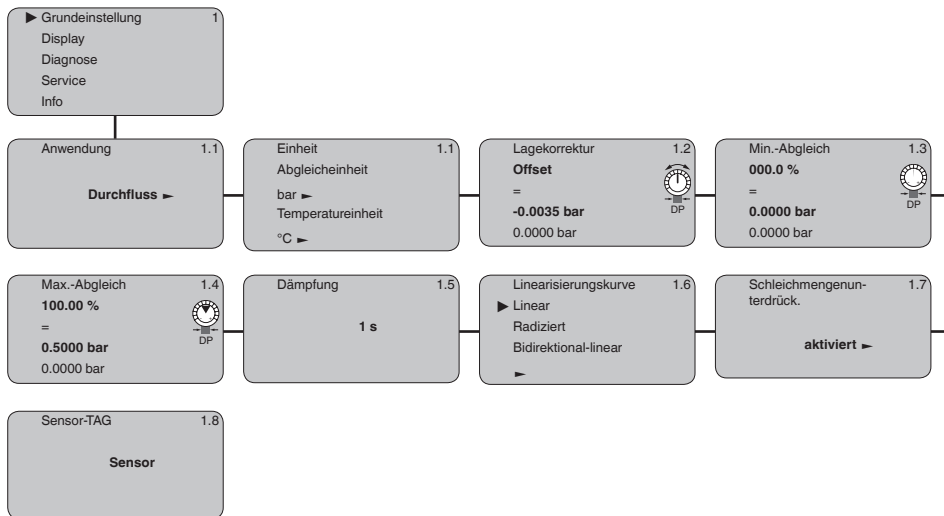 Grundeinstellung 1
Display
Diagnose
Service
Info
Anwendung 1.1
Durchfluss
Einheit 1.1
Abgleicheinheit
bar
Temperatureinheit
°C
Lagekorrektur 1.2
Offset
=
-0.0035 bar
0.0000 bar
DP
Min.-Abgleich 1.3
000.0 %
=
0.0000 bar
0.0000 bar
DP
Max.-Abgleich 1.4
100.00 %
=
0.5000 bar
0.0000 bar
DP
Dämpfung 1.5
1 s
Linearisierungskurve 1.6
Linear
Radiziert
Bidirektional-linear
Schleichmengenun- 1.7
terdrück.
aktiviert
Sensor-TAG 1.8
Sensor